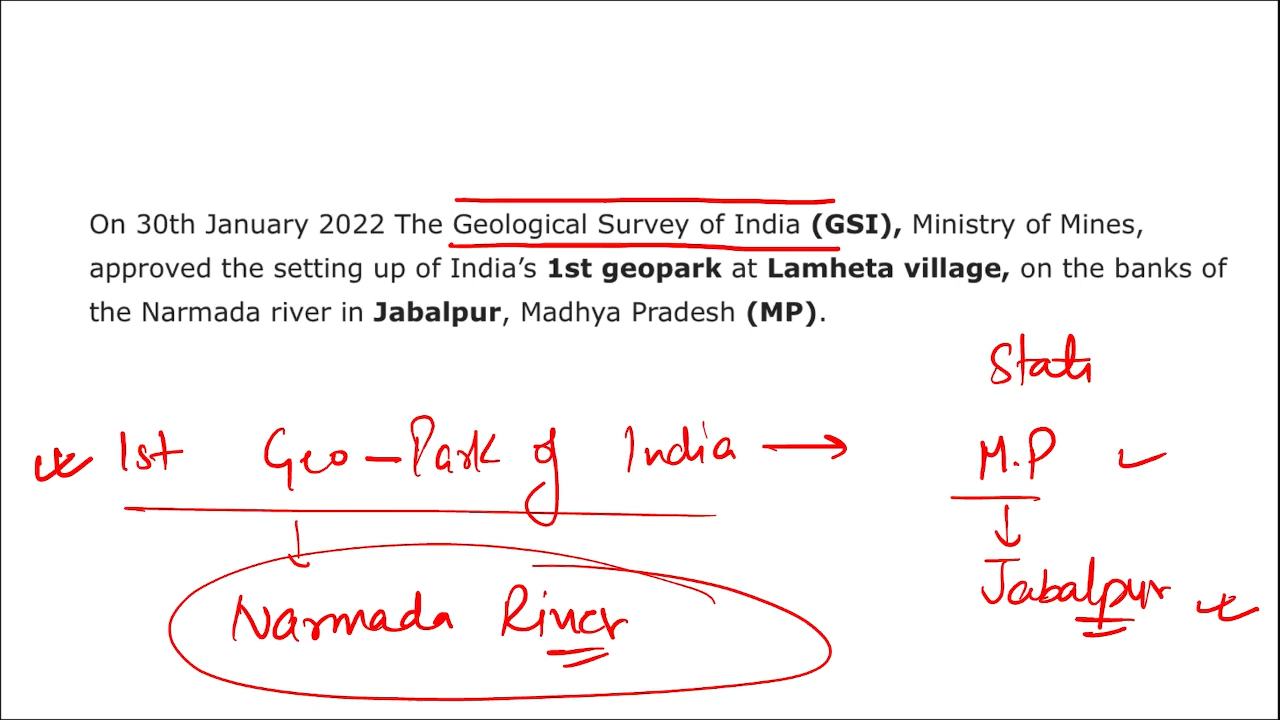 On 30th January 2022 The Geological Survey of India (GSI), Ministry of Mines,
approved the setting up of India’s 1st geopark at Lamheta village, on the banks of
the Narmada river in Jabalpur, Madhya Pradesh (MP).
State
1st Geo-Park of India → M.P
Jabalpur
Narmada River